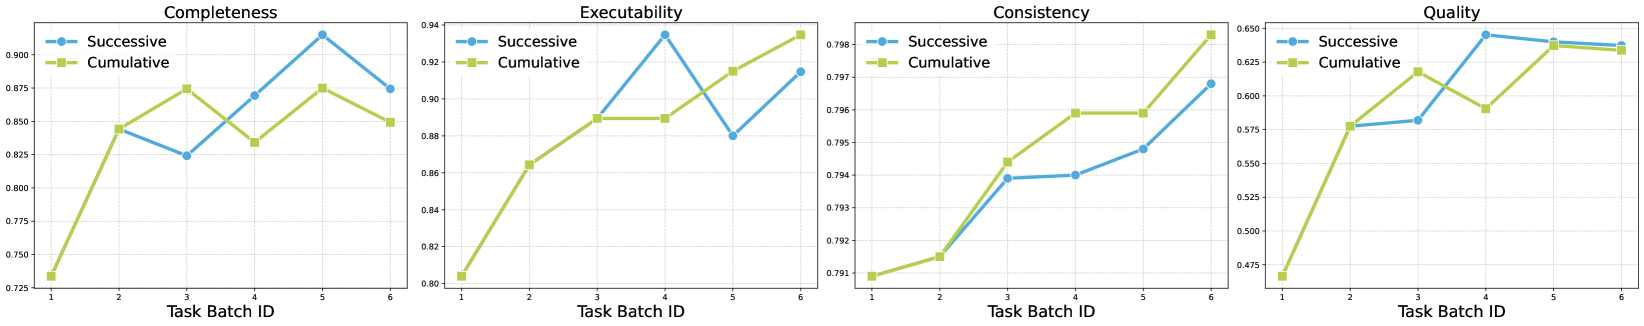 Completeness
Successive
Cumulative
0.900
0.875
0.850
0.825
0.800
0.775
0.750
0.725
1 2 3 4 5 6
Task Batch ID
Executability
Successive
Cumulative
0.94
0.92
0.90
0.88
0.86
0.84
0.82
0.80
1 2 3 4 5 6
Task Batch ID
Consistency
Successive
Cumulative
0.798
0.797
0.796
0.795
0.794
0.793
0.792
0.791
1 2 3 4 5 6
Task Batch ID
Quality
Successive
Cumulative
0.650
0.625
0.600
0.575
0.550
0.525
0.500
0.475
1 2 3 4 5 6
Task Batch ID